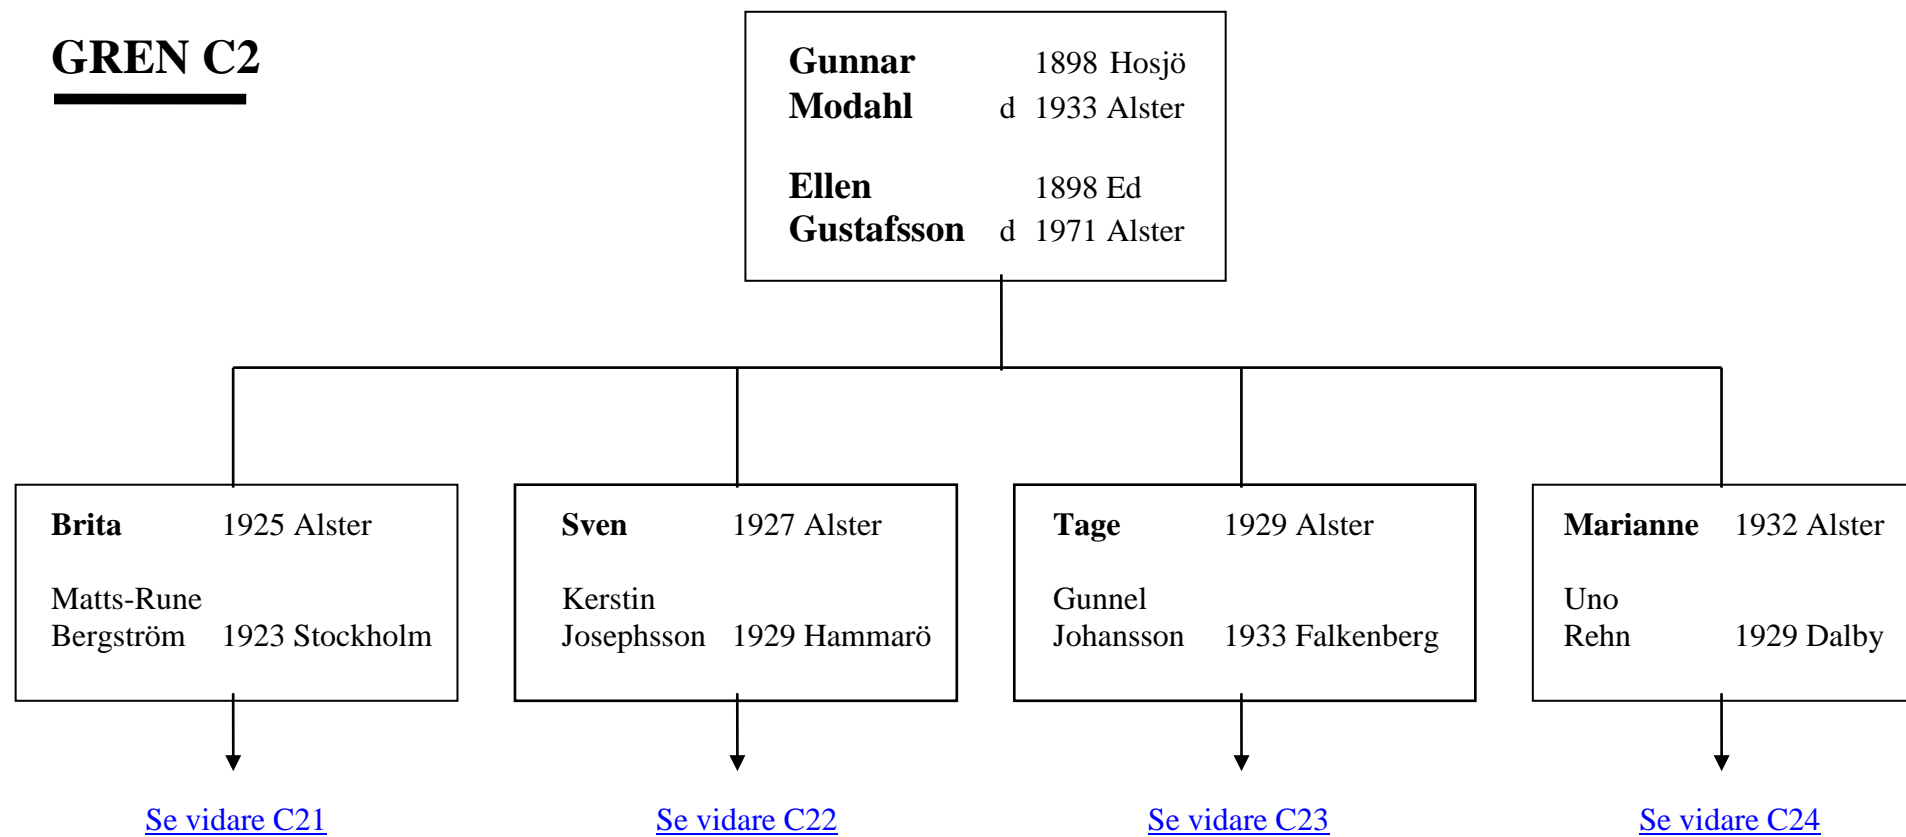 GREN C2
Gunnar 1898 Hosjö
Modahl d 1933 Alster
Ellen 1898 Ed
Gustafsson d 1971 Alster
Brita 1925 Alster
Matts-Rune
Bergström 1923 Stockholm
Se vidare C21
Sven 1927 Alster
Kerstin
Josephsson 1929 Hammarö
Se vidare C22
Tage 1929 Alster
Gunnel
Johansson 1933 Falkenberg
Se vidare C23
Marianne 1932 Alster
Uno
Rehn 1929 Dalby
Se vidare C24